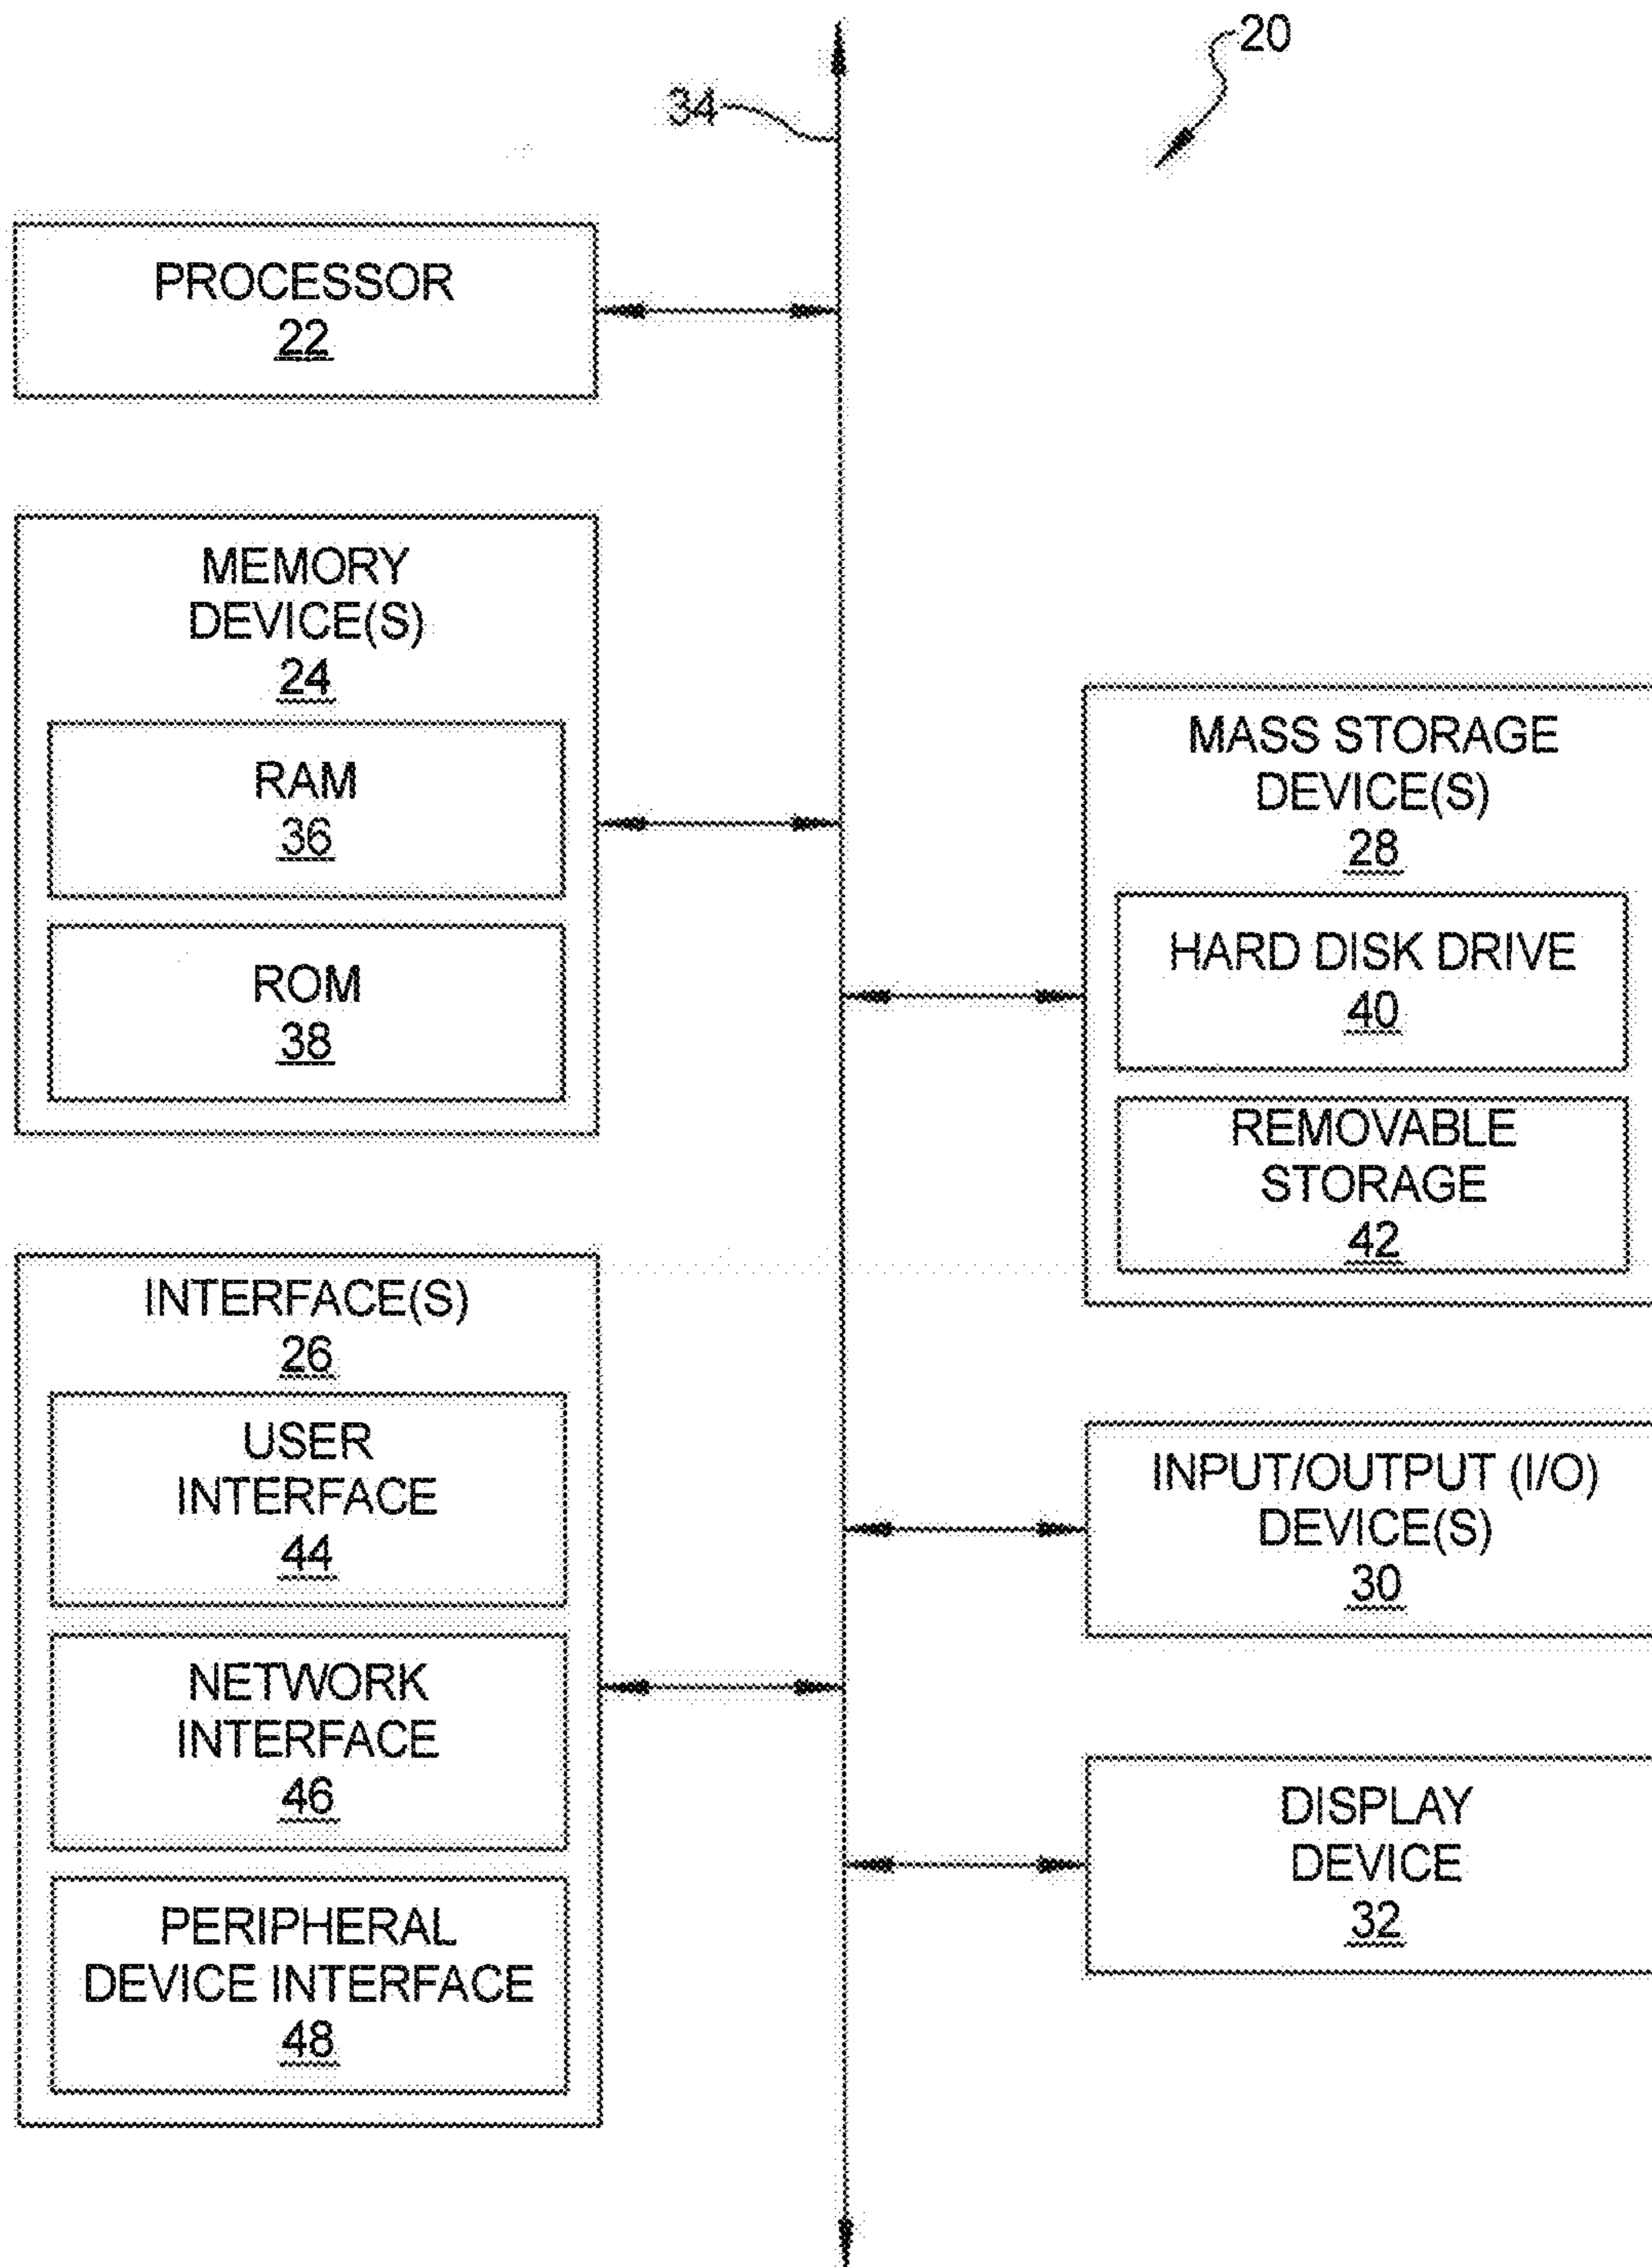 20
34
PROCESSOR
22
MEMORY
DEVICE(S)
24
RAM
36
ROM
38
INTERFACE(S)
26
USER
INTERFACE
44
NETWORK
INTERFACE
46
PERIPHERAL
DEVICE INTERFACE
48
MASS STORAGE
DEVICE(S)
28
HARD DISK DRIVE
40
REMOVABLE
STORAGE
42
INPUT/OUTPUT (I/O)
DEVICE(S)
30
DISPLAY
DEVICE
32